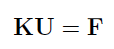 KU = F